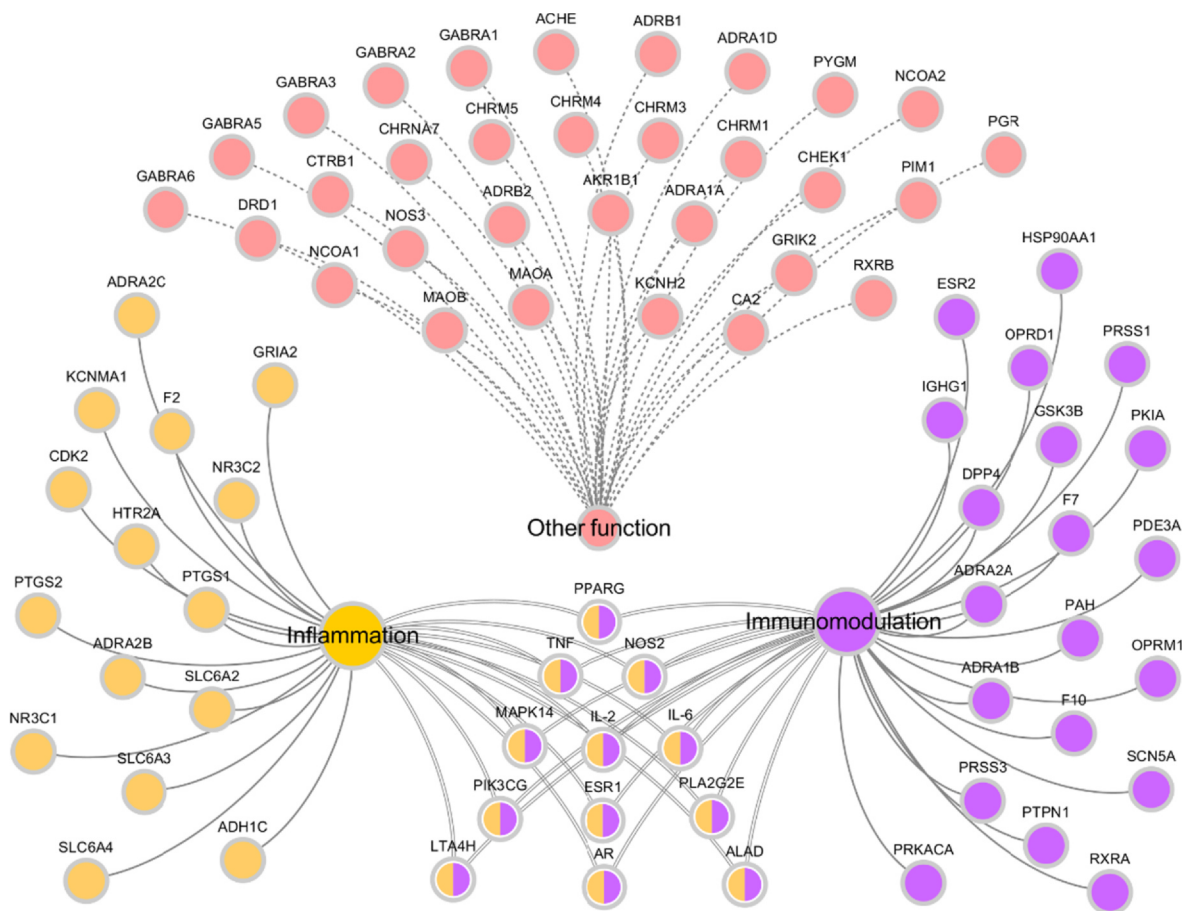 ACHE
ADRB1
GABRA1
ADRA1D
GABRA2
PYGM
NCOA2
GABRA3
CHRM5
CHRM4
CHRM3
PGR
GABRA5
CHRNA7
CHRM1
CTRB1
CHEK1
GABRA6
ADRB2
AKR1B1
ADRA1A
PIM1
DRD1
NOS3
NCOA1
MAOA
GRIK2
HSP90AA1
MAOB
KCNH2
CA2
RXRB
ADRA2C
ESR2
GRIA2
OPRD1
PRSS1
KCNMA1
F2
IGHG1
GSK3B
PKIA
CDK2
NR3C2
DPP4
F7
HTR2A
Other function
PDE3A
PTGS2
PTGS1
PPARG
ADRA2A
PAH
Inflammation
Immunomodulation
ADRA2B
TNF
NOS2
OPRM1
SLC6A2
ADRA1B
F10
NR3C1
MAPK14
IL-2
IL-6
SLC6A3
SCN5A
PIK3CG
ESR1
PLA2G2E
PRSS3
PTPN1
SLC6A4
ADH1C
LTA4H
AR
ALAD
PRKACA
RXRA